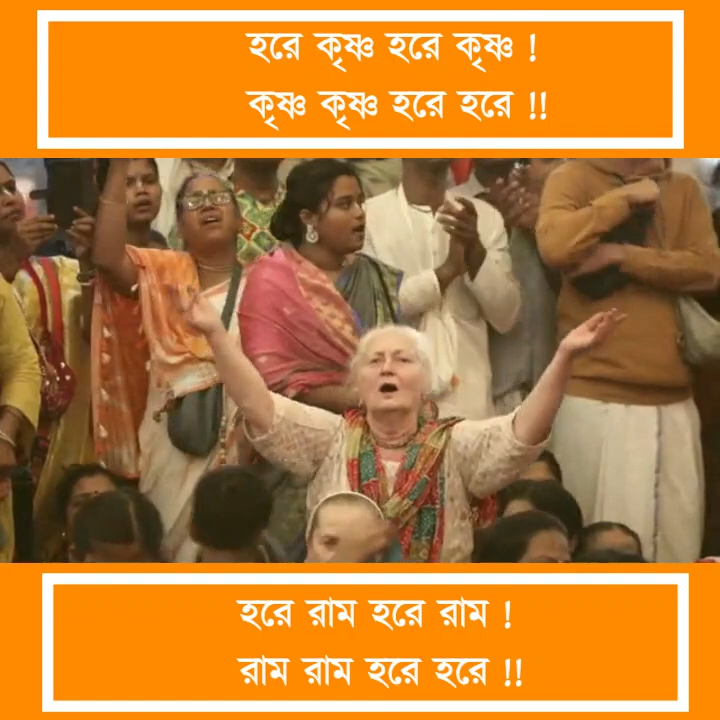 হরে কৃষ্ণ হরে কৃষ্ণ !
কৃষ্ণ কৃষ্ণ হরে হরে !!
হরে রাম হরে রাম !
রাম রাম হরে হরে !!